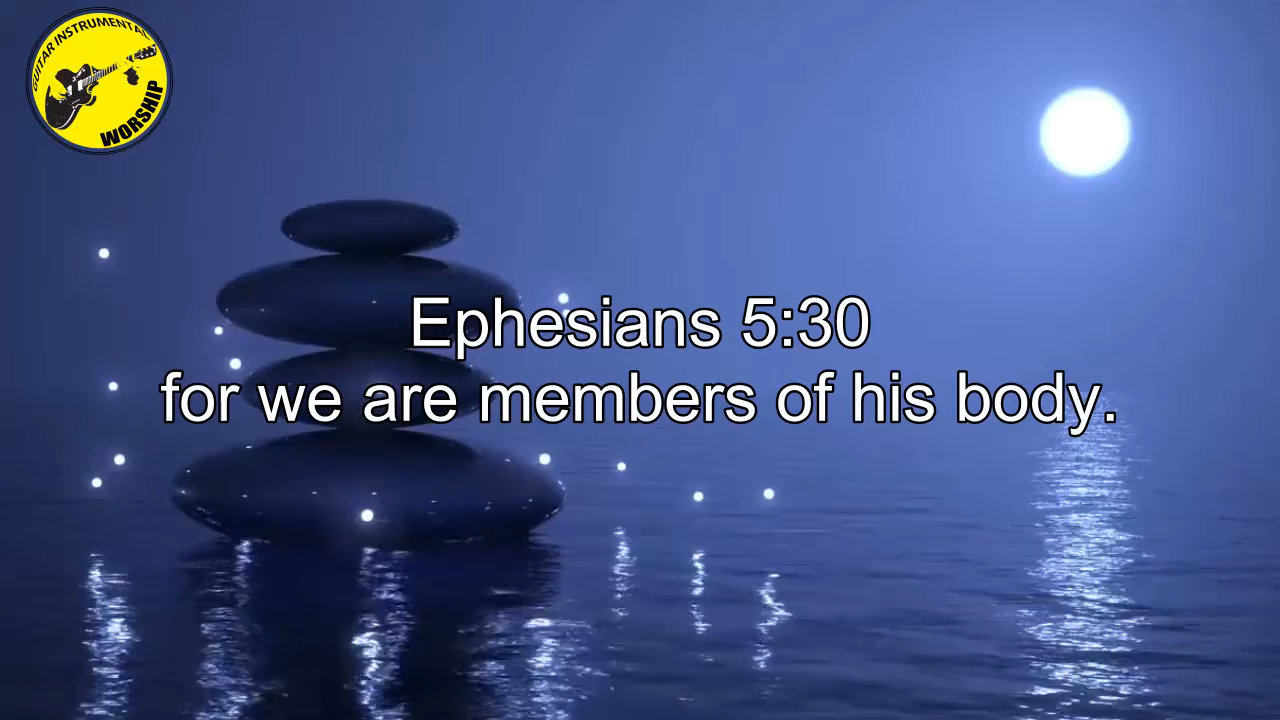 GUITAR INSTRUMENTAL
WORSHIP
Ephesians 5:30
for we are members of his body.